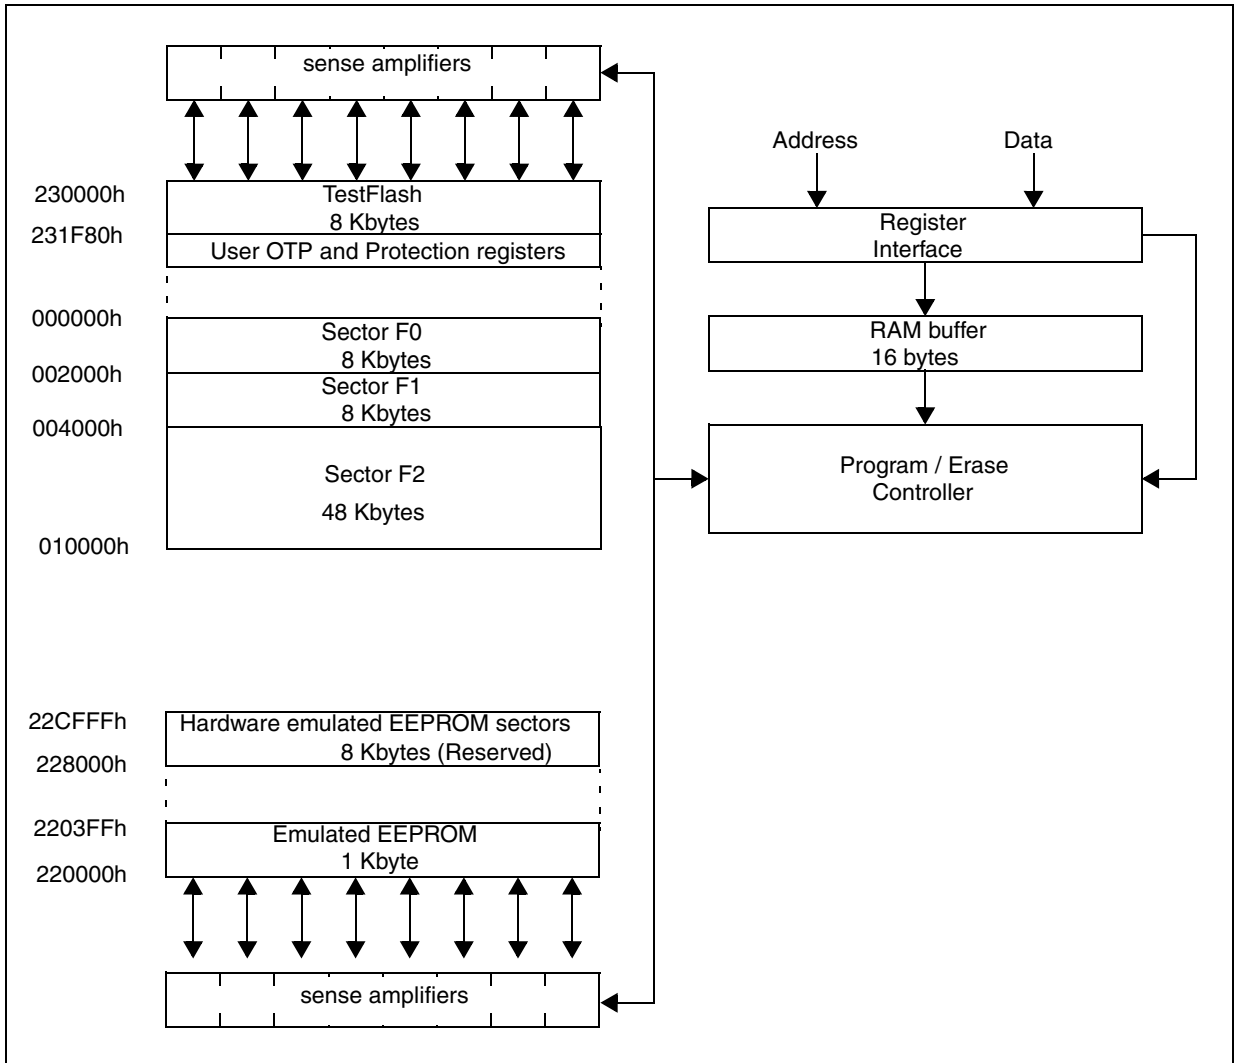 sense amplifiers
Address
Data
230000h
TestFlash
8 Kbytes
231F80h
User OTP and Protection registers
Register
Interface
000000h
Sector F0
8 Kbytes
RAM buffer
16 bytes
002000h
Sector F1
8 Kbytes
004000h
Sector F2
48 Kbytes
Program / Erase
Controller
010000h
22CFFFh
Hardware emulated EEPROM sectors
8 Kbytes (Reserved)
228000h
2203FFh
Emulated EEPROM
1 Kbyte
220000h
sense amplifiers